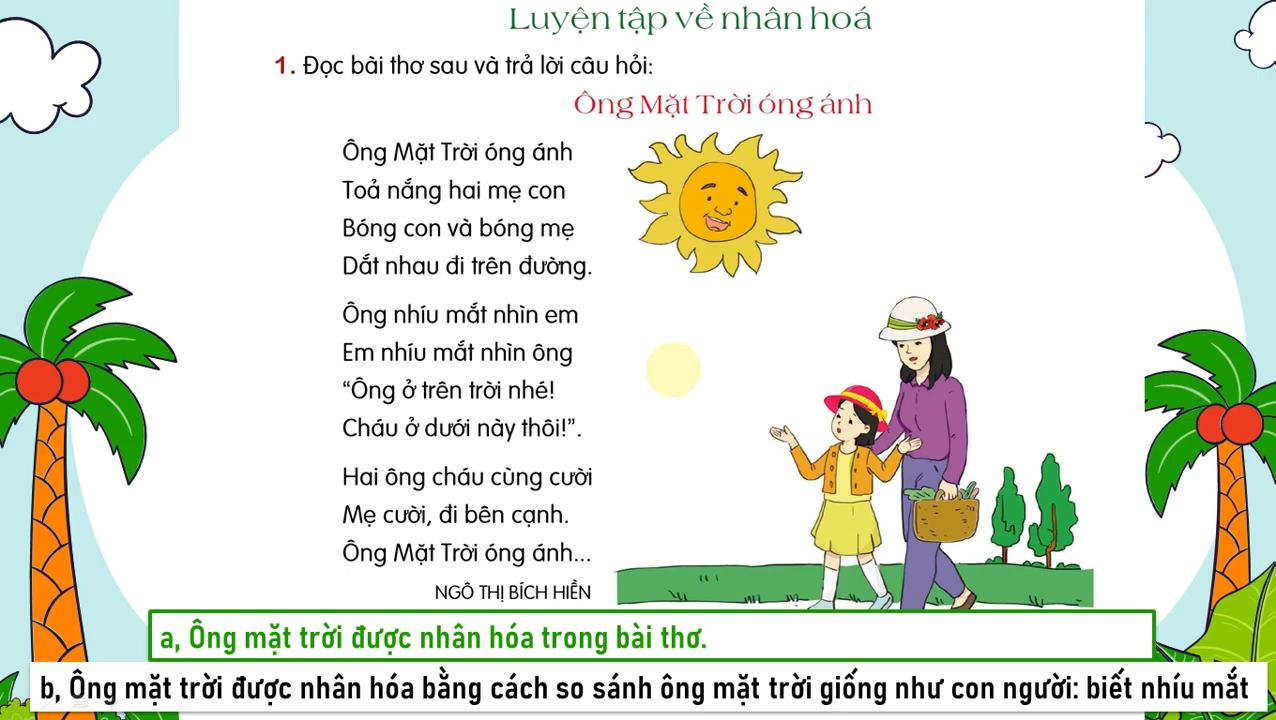 Luyện tập về nhân hoá
1. Đọc bài thơ sau và trả lời câu hỏi:
Ông Mặt Trời óng ánh
Ông Mặt Trời óng ánh
Toả nắng hai mẹ con
Bóng con và bóng mẹ
Dắt nhau đi trên đường.
Ông nhíu mắt nhìn em
Em nhíu mắt nhìn ông
“Ông ở trên trời nhé!
Cháu ở dưới này thôi!”.
Hai ông cháu cùng cười
Mẹ cười, đi bên cạnh.
Ông Mặt Trời óng ánh...
NGÔ THỊ BÍCH HIỀN
a, Ông mặt trời được nhân hóa trong bài thơ.
b, Ông mặt trời được nhân hóa bằng cách so sánh ông mặt trời giống như con người: biết nhíu mắt